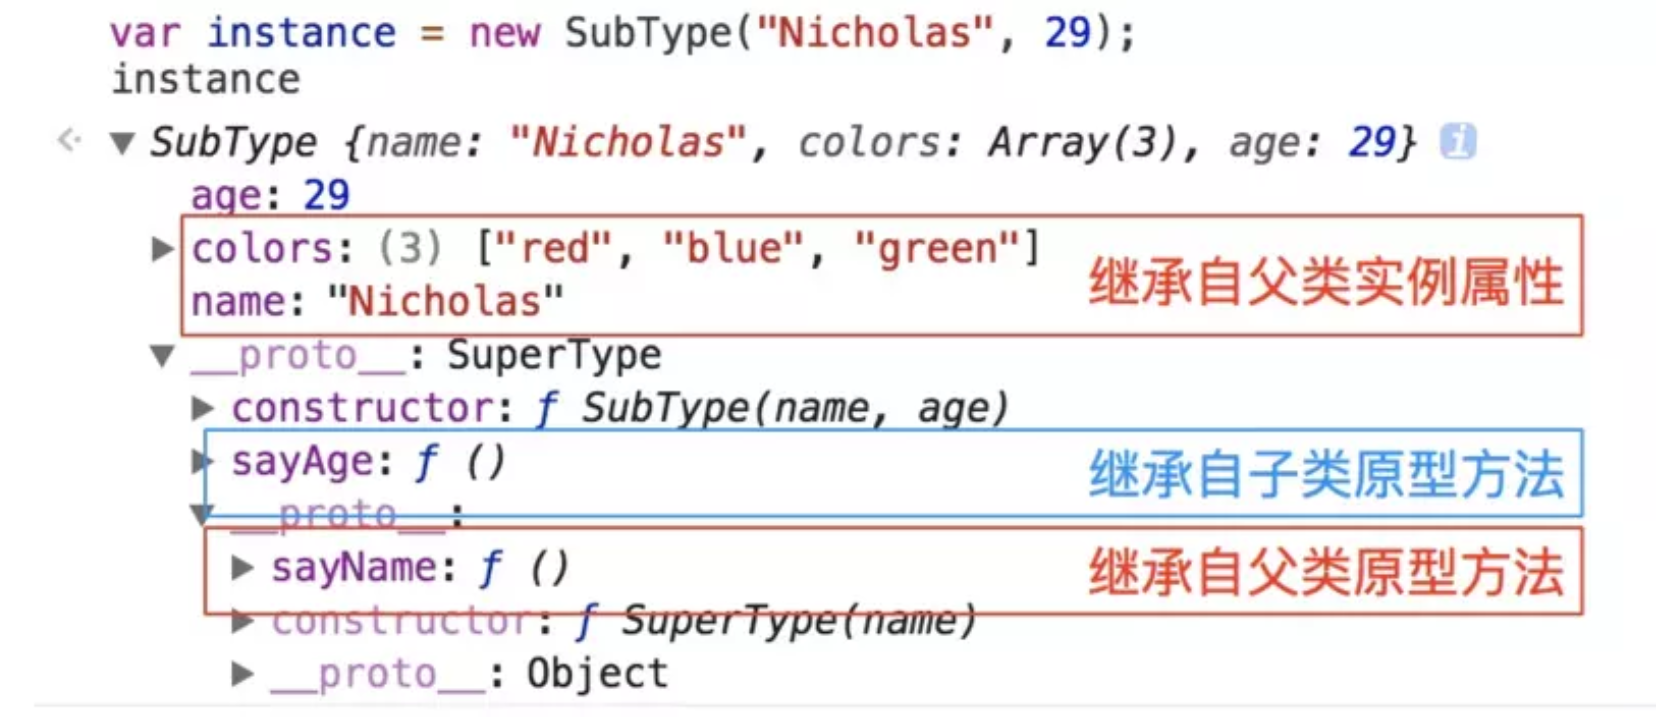 var instance = new SubType("Nicholas", 29);
instance
SubType {name: "Nicholas", colors: Array(3), age: 29} i
age: 29
colors: (3) ["red", "blue", "green"]
继承自父类实例属性
name: "Nicholas"
__proto__: SuperType
constructor: ƒ SubType(name, age)
sayAge: ƒ ()
继承自子类原型方法
__proto__:
sayName: ƒ ()
继承自父类原型方法
constructor: ƒ SuperType(name)
__proto__: Object